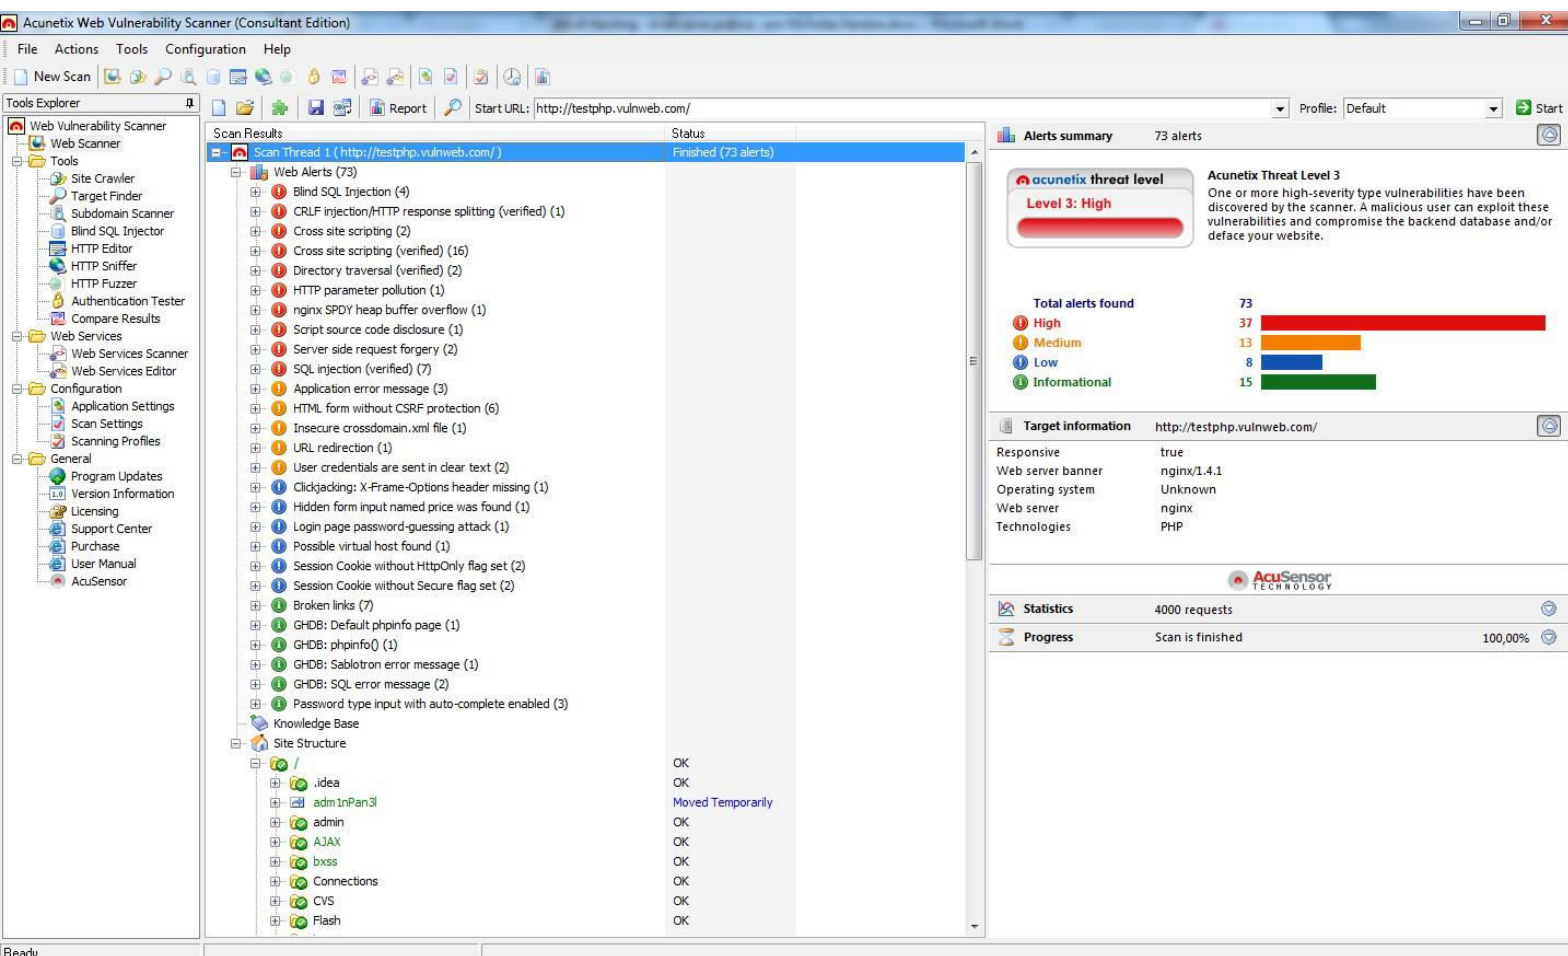 Acunetix Web Vulnerability Scanner (Consultant Edition)
File Actions Tools Configuration Help
New Scan
Tools Explorer
Report
Start URL: http://testphp.vulnweb.com/
Profile: Default
Start
Web Vulnerability Scanner
Web Scanner
Tools
Site Crawler
Target Finder
Subdomain Scanner
Blind SQL Injector
HTTP Editor
HTTP Sniffer
HTTP Fuzzer
Authentication Tester
Compare Results
Web Services
Web Services Scanner
Web Services Editor
Configuration
Application Settings
Scan Settings
Scanning Profiles
General
Program Updates
1.0 Version Information
Licensing
Support Center
Purchase
User Manual
AcuSensor
Scan Results Status
Scan Thread 1 ( http://testphp.vulnweb.com/ ) Finished (73 alerts)
Web Alerts (73)
Blind SQL Injection (4)
CRLF injection/HTTP response splitting (verified) (1)
Cross site scripting (2)
Cross site scripting (verified) (16)
Directory traversal (verified) (2)
HTTP parameter pollution (1)
nginx SPDY heap buffer overflow (1)
Script source code disclosure (1)
Server side request forgery (2)
SQL injection (verified) (7)
Application error message (3)
HTML form without CSRF protection (6)
Insecure crossdomain.xml file (1)
URL redirection (1)
User credentials are sent in clear text (2)
Clickjacking: X-Frame-Options header missing (1)
Hidden form input named price was found (1)
Login page password-guessing attack (1)
Possible virtual host found (1)
Session Cookie without HttpOnly flag set (2)
Session Cookie without Secure flag set (2)
Broken links (7)
GHDB: Default phpinfo page (1)
GHDB: phpinfo() (1)
GHDB: Sablotron error message (1)
GHDB: SQL error message (2)
Password type input with auto-complete enabled (3)
Knowledge Base
Site Structure
/ OK
.idea OK
adm1nPan3l Moved Temporarily
admin OK
AJAX OK
bxss OK
Connections OK
CVS OK
Flash OK
Alerts summary 73 alerts
acunetix threat level
Level 3: High
Acunetix Threat Level 3
One or more high-severity type vulnerabilities have been
discovered by the scanner. A malicious user can exploit these
vulnerabilities and compromise the backend database and/or
deface your website.
Total alerts found 73
High 37
Medium 13
Low 8
Informational 15
Target information http://testphp.vulnweb.com/
Responsive true
Web server banner nginx/1.4.1
Operating system Unknown
Web server nginx
Technologies PHP
AcuSensor
TECHNOLOGY
Statistics 4000 requests
Progress Scan is finished 100,00%
Ready